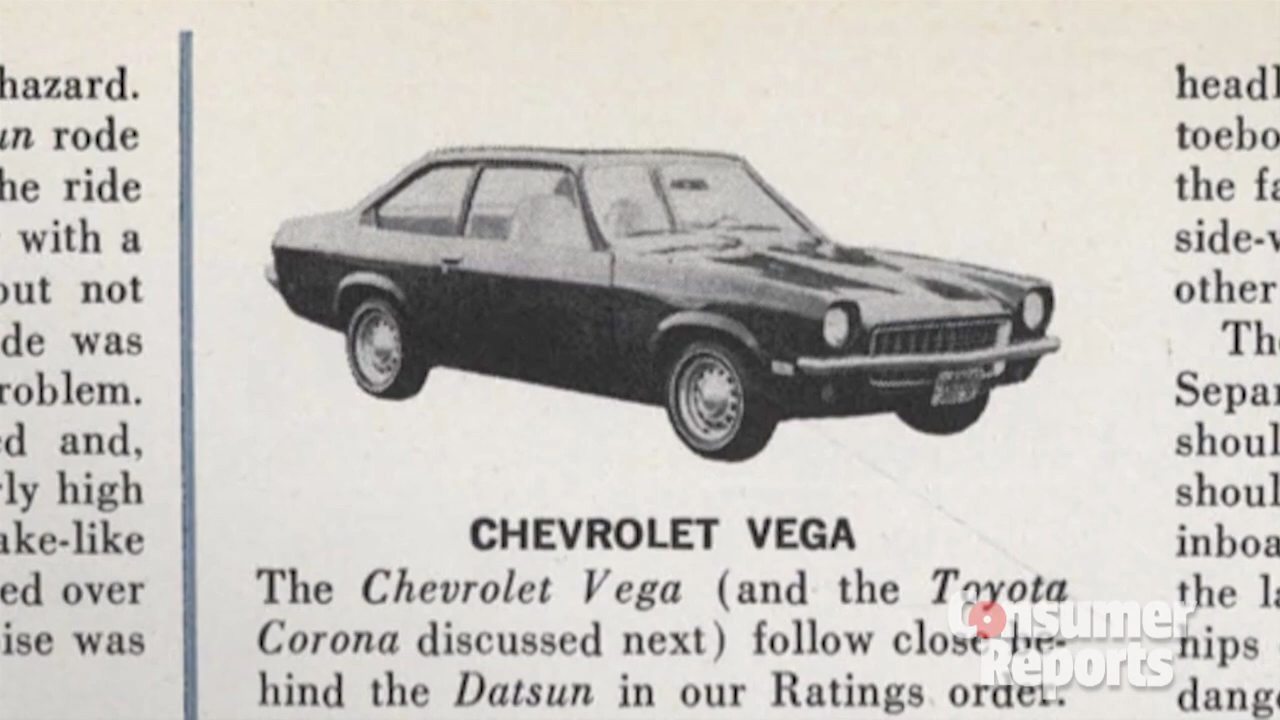 hazard.
un rode
he ride
with a
out not
de was
roblem.
ed and,
rly high
ake-like
ed over
ise was
CHEVROLET VEGA
The Chevrolet Vega (and the Toyota
Corona discussed next) follow close be-
hind the Datsun in our Ratings order.
headl
toebo
the fa
side-v
other
The
Separ
shoul
shoul
inboa
the la
hips
dange
Consumer
Reports